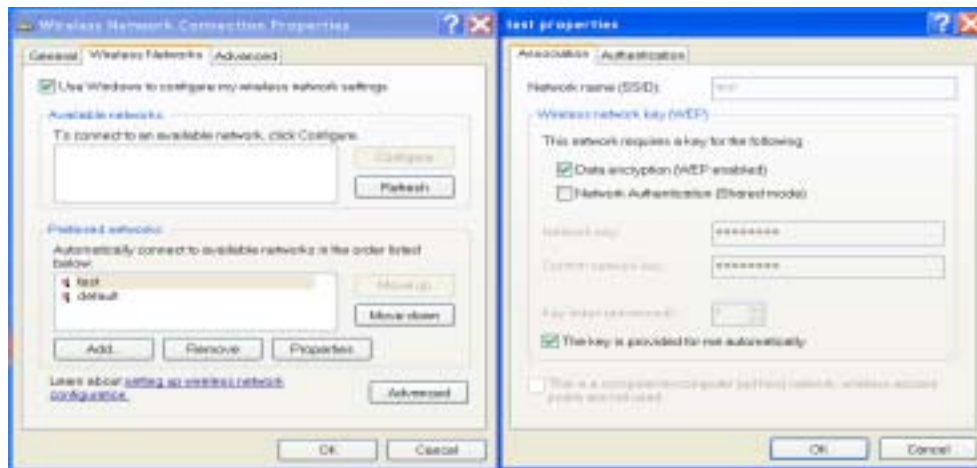 Wireless Network Connection Properties
General Wireless Networks Advanced
Use Windows to configure my wireless network settings
Available networks:
To connect to an available network, click Configure.
Configure
Refresh
Preferred networks:
Automatically connect to available networks in the order listed
below:
test
default
Move up
Move down
Add... Remove Properties
Learn about setting up wireless network
configuration.
Advanced
OK Cancel
test properties
Association Authentication
Network name (SSID): test
Wireless network key (WEP)
This network requires a key for the following:
Data encryption (WEP enabled)
Network Authentication (Shared mode)
Network key: ********
Confirm network key: ********
Key index (advanced):
The key is provided for me automatically
This is a computer-to-computer (ad hoc) network; wireless access
points are not used
OK Cancel